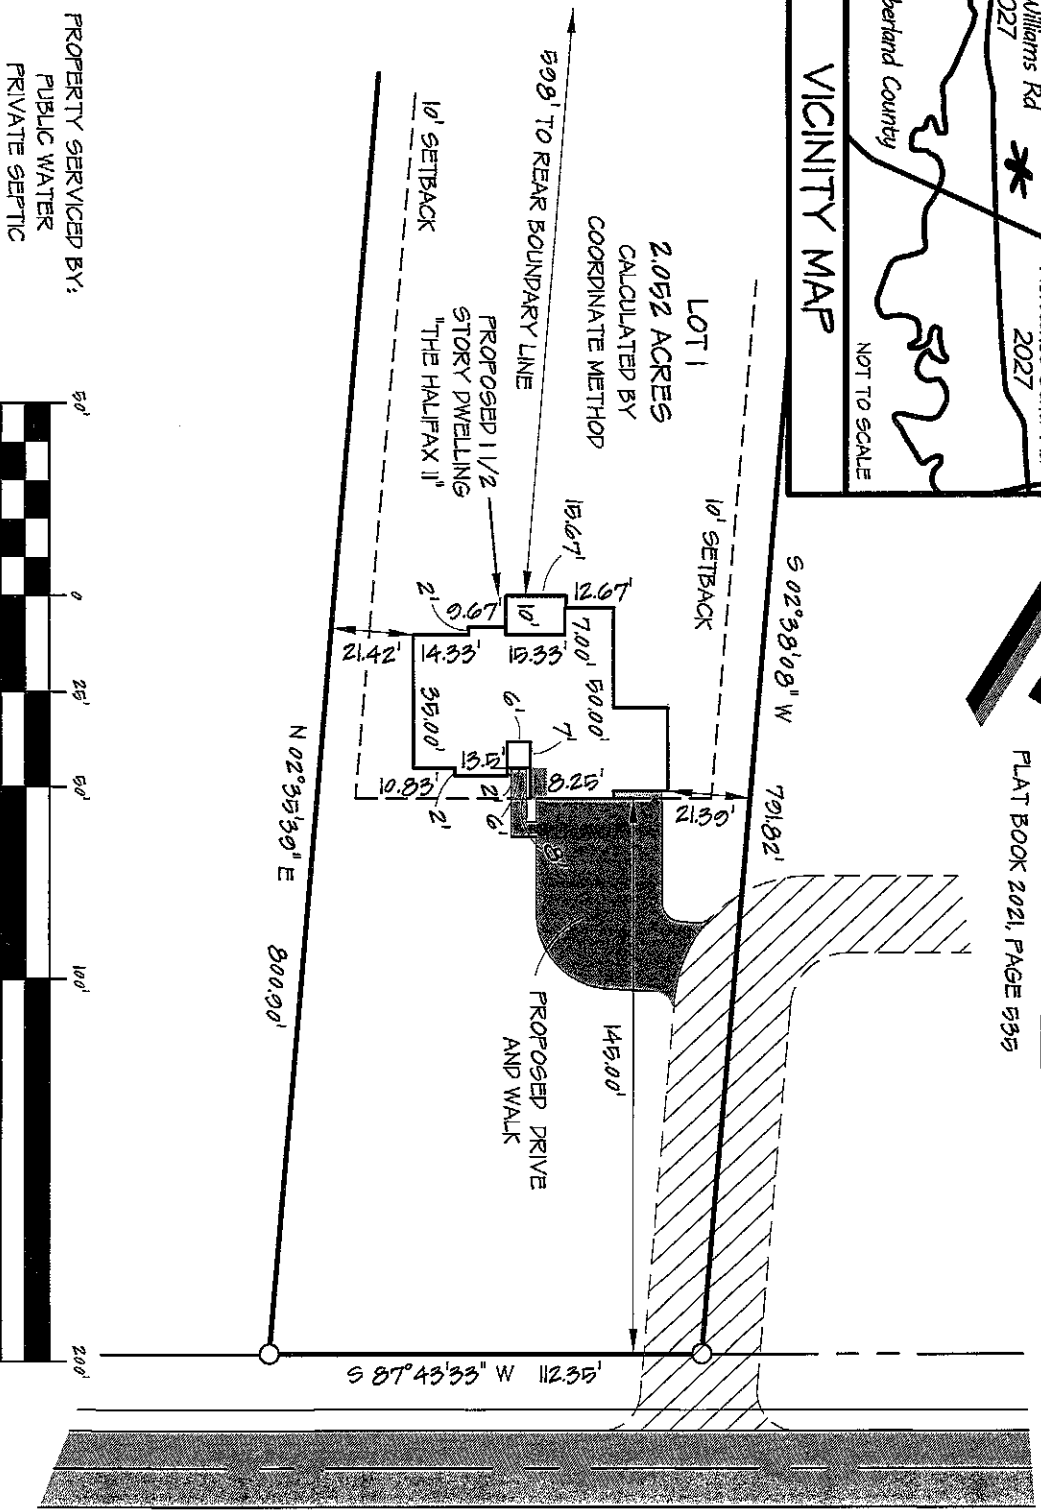 Williams Rd
2027
2027
berland County
NOT TO SCALE
VICINITY MAP
PLAT BOOK 2021, PAGE 535
S 02°38'08" W 791.82'
10' SETBACK
LOT 1
2.052 ACRES
CALCULATED BY
COORDINATE METHOD
598' TO REAR BOUNDARY LINE
PROPOSED 1 1/2
STORY DWELLING
"THE HALIFAX II"
10' SETBACK
15.67'
12.67'
10'
7.00'
50.00'
2'
9.67'
15.33'
14.33'
21.42'
35.00'
6'
7'
13.5'
8.25'
10.83'
2'
2'
6'
8'
21.39'
145.00'
PROPOSED DRIVE
AND WALK
N 02°35'39" E 800.90'
S 87°43'33" W 112.35'
PROPERTY SERVICED BY:
PUBLIC WATER
PRIVATE SEPTIC
50' 0 25' 50' 100' 200'